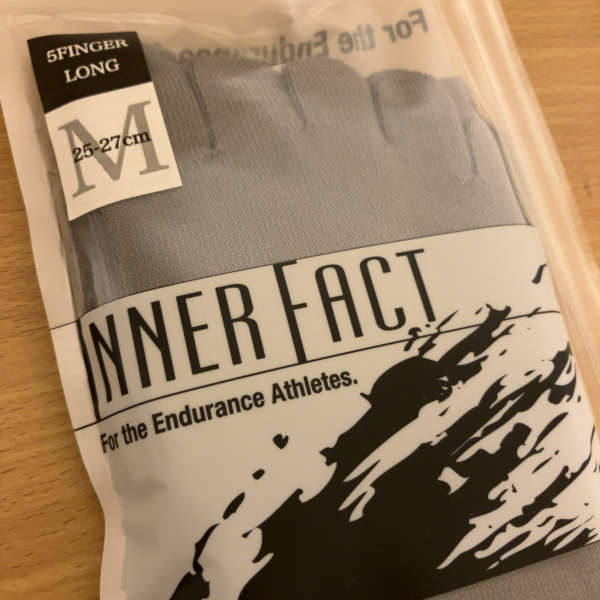 5FINGER
LONG
M
25-27cm
For the Endurance
INNER FACT
For the Endurance Athletes.